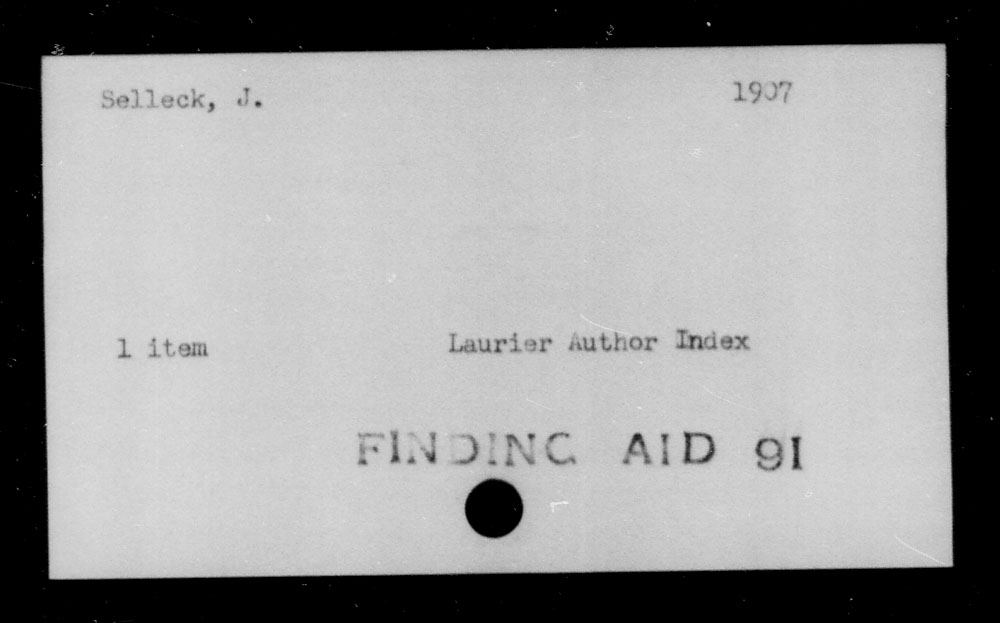 Selleck, J. 1907
1 item Laurier Author Index
FINDING AID 91